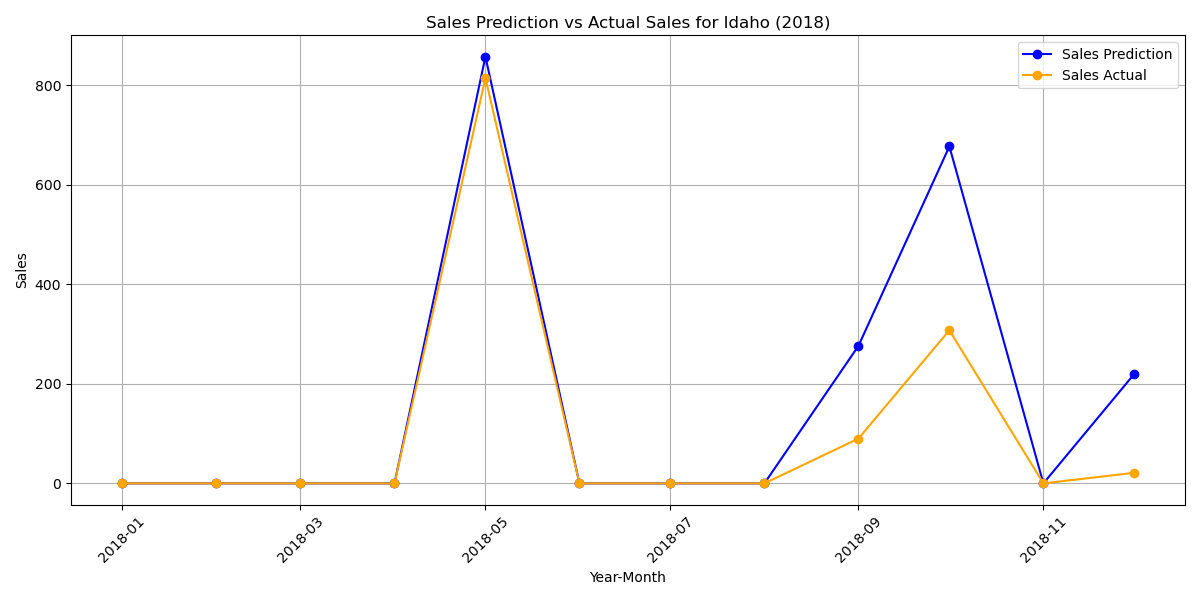 Sales Prediction vs Actual Sales for Idaho (2018)
Sales Prediction
Sales Actual
Sales
800
600
400
200
0
2018-01
2018-03
2018-05
2018-07
2018-09
2018-11
Year-Month